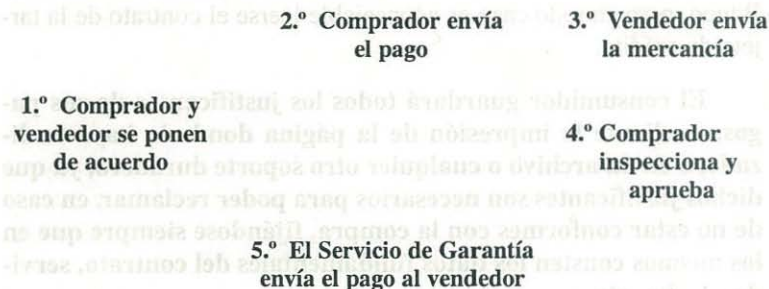 2.º Comprador envía
el pago
3.º Vendedor envía
la mercancía
1.º Comprador y
vendedor se ponen
de acuerdo
4.º Comprador
inspecciona y
aprueba
5.º El Servicio de Garantía
envía el pago al vendedor